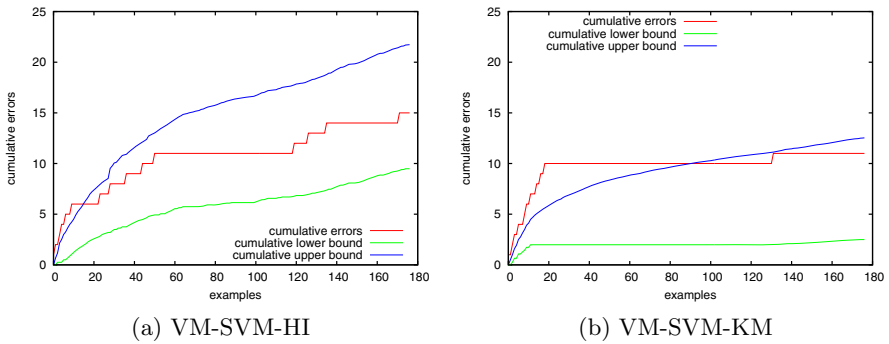 25
20
15
10
5
0
cumulative errors
cumulative errors
cumulative lower bound
cumulative upper bound
0 20 40 60 80 100 120 140 160 180
examples
(a) VM-SVM-HI
25
20
15
10
5
0
cumulative errors
cumulative errors
cumulative lower bound
cumulative upper bound
0 20 40 60 80 100 120 140 160 180
examples
(b) VM-SVM-KM